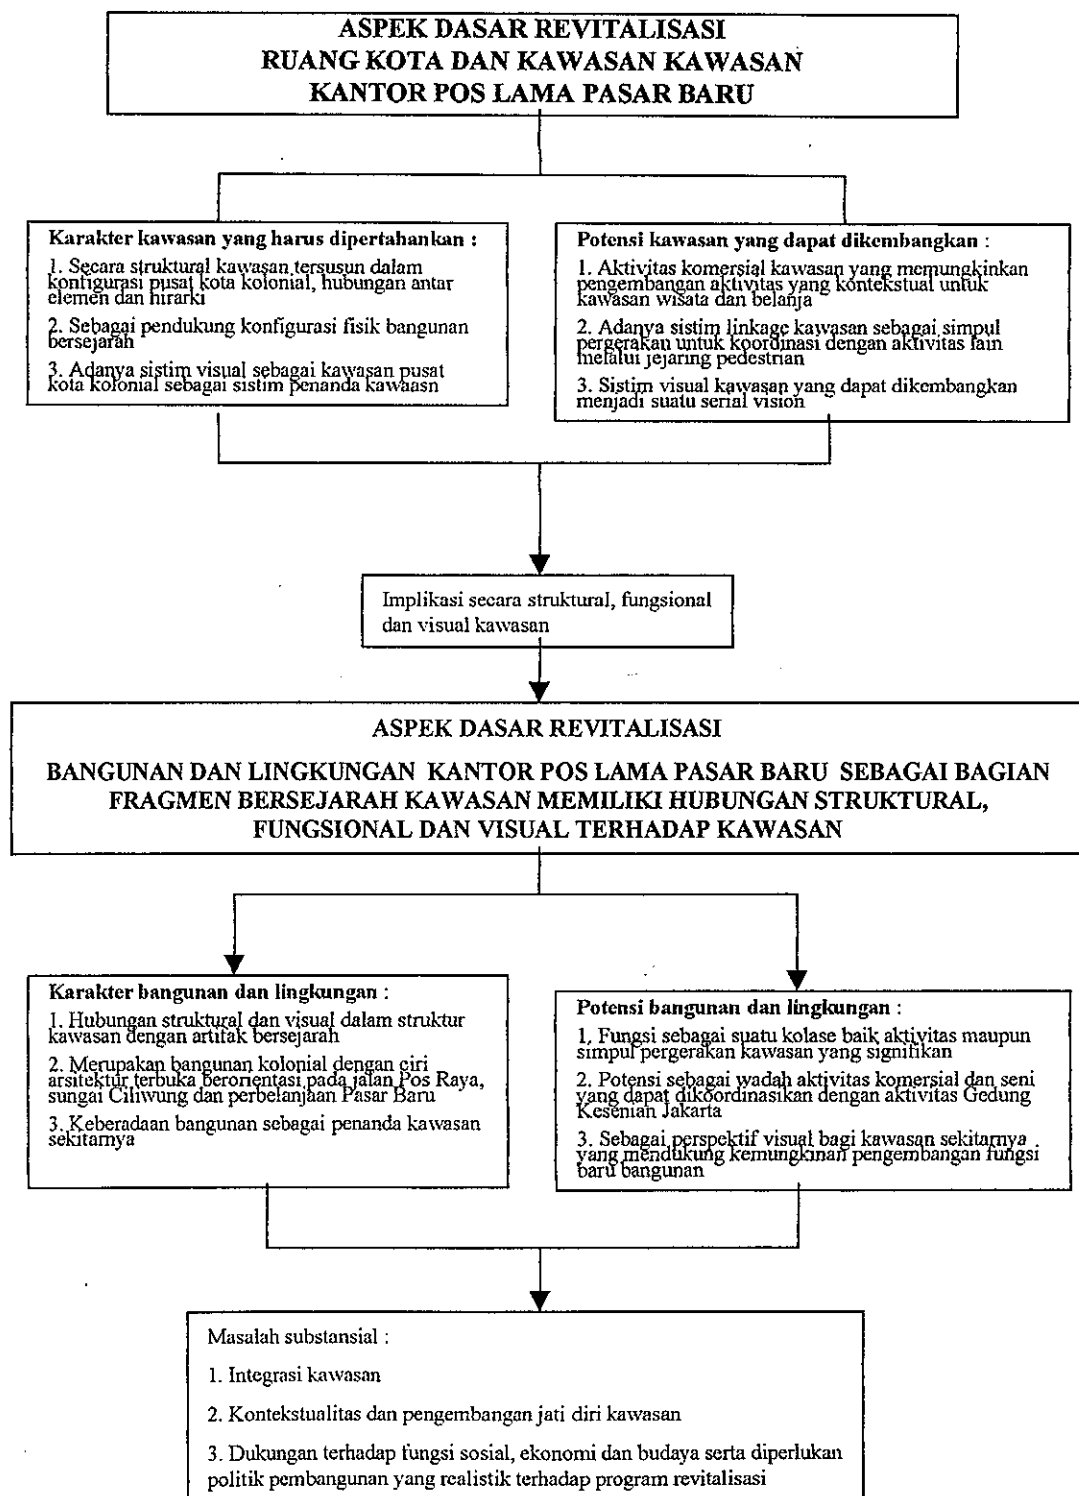 ASPEK DASAR REVITALISASI
RUANG KOTA DAN KAWASAN KAWASAN
KANTOR POS LAMA PASAR BARU
Karakter kawasan yang harus dipertahankan :
1. Secara struktural kawasan tersusun dalam
konfigurasi pusat kota kolonial, hubungan antar
elemen dan hirarki
2. Sebagai pendukung konfigurasi fisik bangunan
bersejarah
3. Adanya sistim visual sebagai kawasan pusat
kota kolonial sebagai sistim penanda kawaasn
Potensi kawasan yang dapat dikembangkan :
1. Aktivitas komersial kawasan yang memungkinkan
pengembangan aktivitas yang kontekstual untuk
kawasan wisata dan belanja
2. Adanya sistim linkage kawasan sebagai simpul
pergerakan untuk koordinasi dengan aktivitas lain
melalui jejaring pedestrian
3. Sistim visual kawasan yang dapat dikembangkan
menjadi suatu serial vision
Implikasi secara struktural, fungsional
dan visual kawasan
ASPEK DASAR REVITALISASI
BANGUNAN DAN LINGKUNGAN KANTOR POS LAMA PASAR BARU SEBAGAI BAGIAN
FRAGMEN BERSEJARAH KAWASAN MEMILIKI HUBUNGAN STRUKTURAL,
FUNGSIONAL DAN VISUAL TERHADAP KAWASAN
Karakter bangunan dan lingkungan :
1. Hubungan struktural dan visual dalam struktur
kawasan dengan artifak bersejarah
2. Merupakan bangunan kolonial dengan ciri
arsitektur terbuka berorientasi pada jalan Pos Raya,
sungai Ciliwung dan perbelanjaan Pasar Baru
3. Keberadaan bangunan sebagai penanda kawasan
sekitarnya
Potensi bangunan dan lingkungan :
1. Fungsi sebagai suatu kolase baik aktivitas maupun
simpul pergerakan kawasan yang signifikan
2. Potensi sebagai wadah aktivitas komersial dan seni
yang dapat dikoordinasikan dengan aktivitas Gedung
Kesenian Jakarta
3. Sebagai perspektif visual bagi kawasan sekitarnya
yang mendukung kemungkinan pengembangan fungsi
baru bangunan
Masalah substansial :
1. Integrasi kawasan
2. Kontekstualitas dan pengembangan jati diri kawasan
3. Dukungan terhadap fungsi sosial, ekonomi dan budaya serta diperlukan
politik pembangunan yang realistik terhadap program revitalisasi